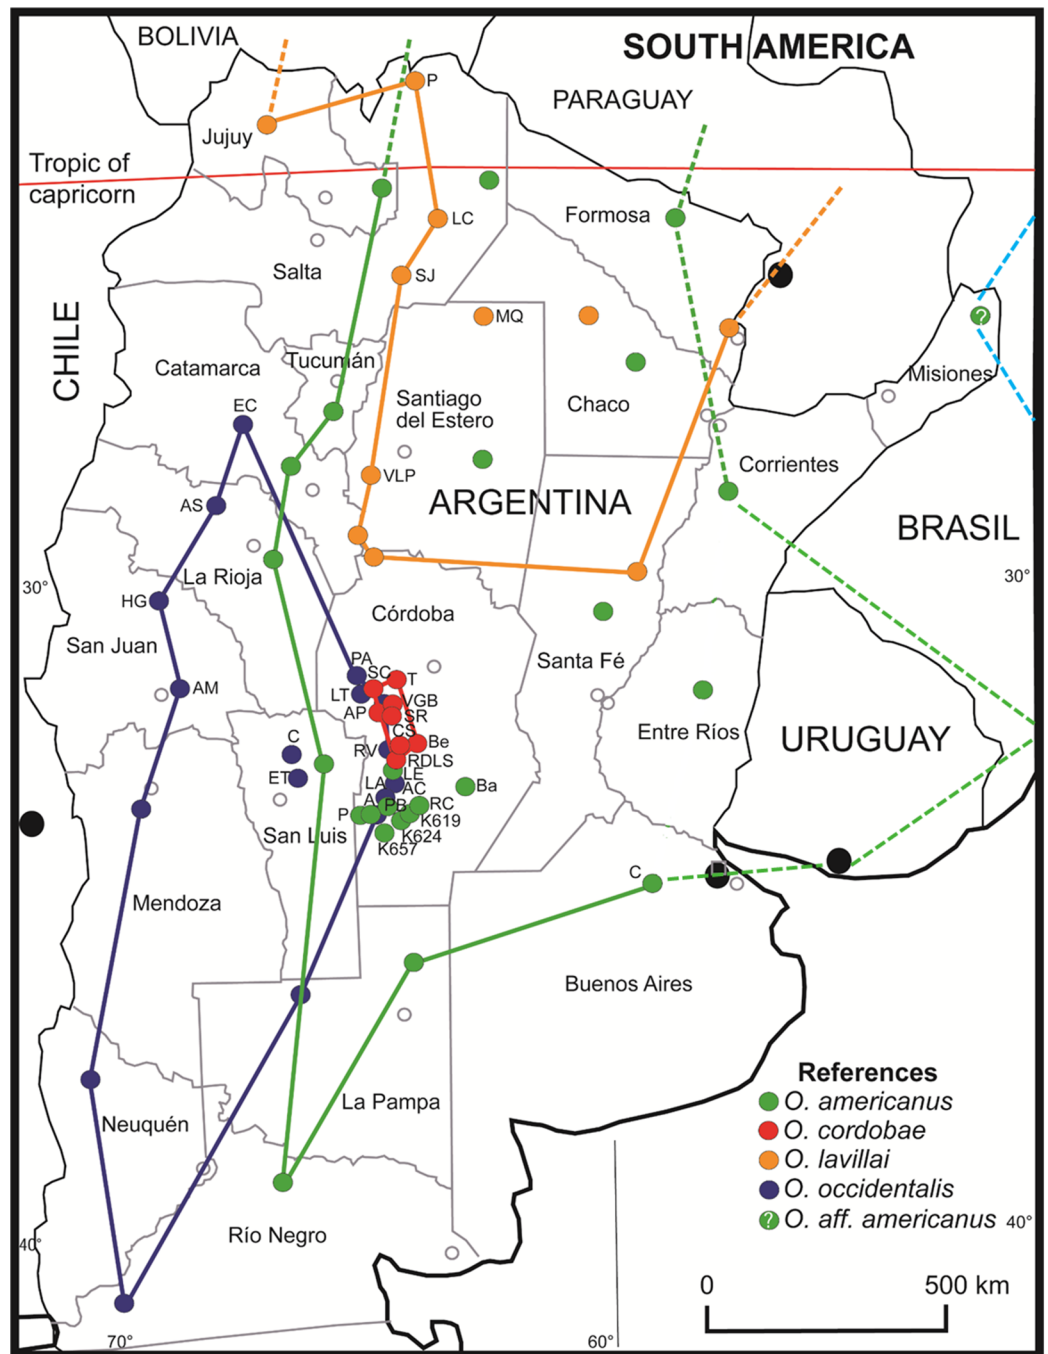 BOLIVIA
SOUTH AMERICA
P
PARAGUAY
Jujuy
Tropic of
capricorn
Formosa
LC
Salta
SJ
CHILE
MQ
Tucumán
Catamarca
Misiones
Santiago
del Estero
Chaco
EC
Corrientes
VLP
ARGENTINA
AS
BRASIL
La Rioja
30°
30°
HG
Córdoba
San Juan
Santa Fé
PA
SC
T
AM
LT
VGB
AP
SR
CS
Entre Ríos
URUGUAY
C
RV
Be
RDLS
ET
LE
LA
AC
Ba
A
PB
RC
P
K619
San Luis
K624
K657
C
Mendoza
Buenos Aires
References
La Pampa
O. americanus
Neuquén
O. cordobae
O. lavillai
O. occidentalis
? O. aff. americanus
?
Río Negro
40°
40°
0
500 km
70°
60°